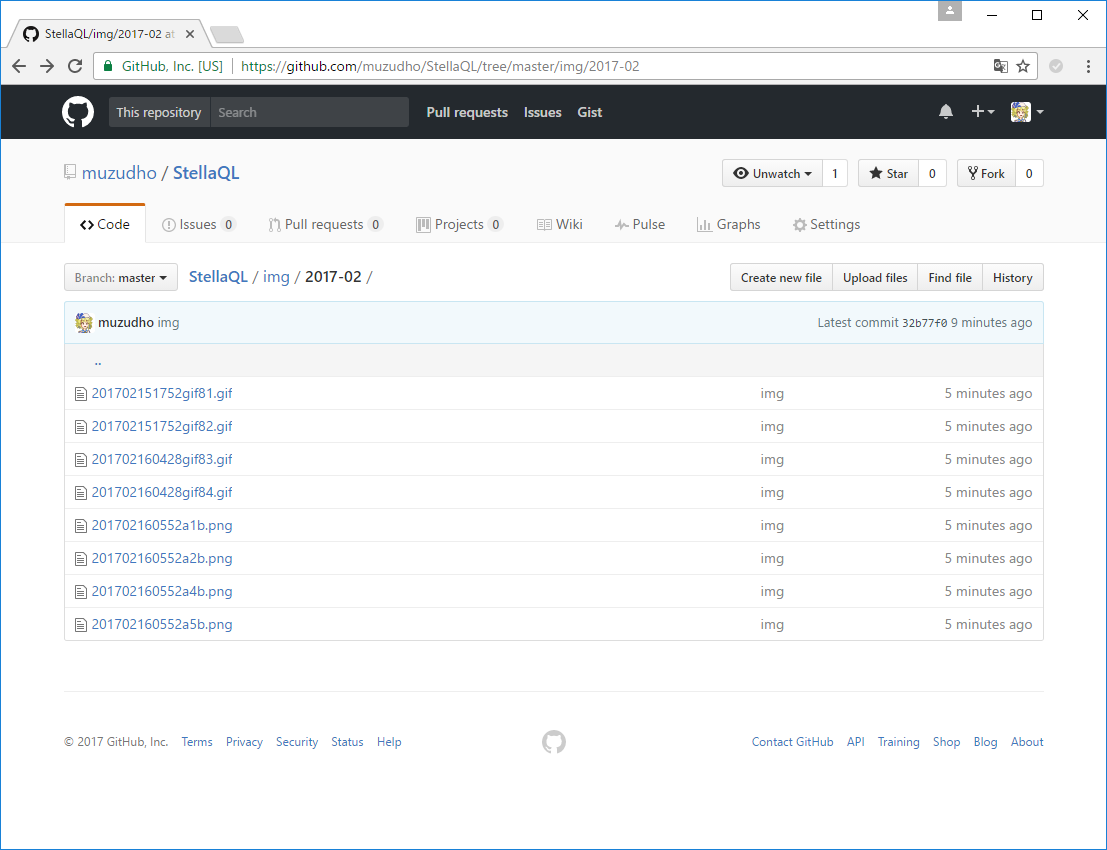 StellaQL/img/2017-02 at
GitHub, Inc. [US] https://github.com/muzudho/StellaQL/tree/master/img/2017-02
This repository Search Pull requests Issues Gist
muzudho / StellaQL Unwatch 1 Star 0 Fork 0
Code Issues 0 Pull requests 0 Projects 0 Wiki Pulse Graphs Settings
Branch: master StellaQL / img / 2017-02 / Create new file Upload files Find file History
muzudho img Latest commit 32b77f0 9 minutes ago
..
201702151752gif81.gif img 5 minutes ago
201702151752gif82.gif img 5 minutes ago
201702160428gif83.gif img 5 minutes ago
201702160428gif84.gif img 5 minutes ago
201702160552a1b.png img 5 minutes ago
201702160552a2b.png img 5 minutes ago
201702160552a4b.png img 5 minutes ago
201702160552a5b.png img 5 minutes ago
© 2017 GitHub, Inc. Terms Privacy Security Status Help Contact GitHub API Training Shop Blog About